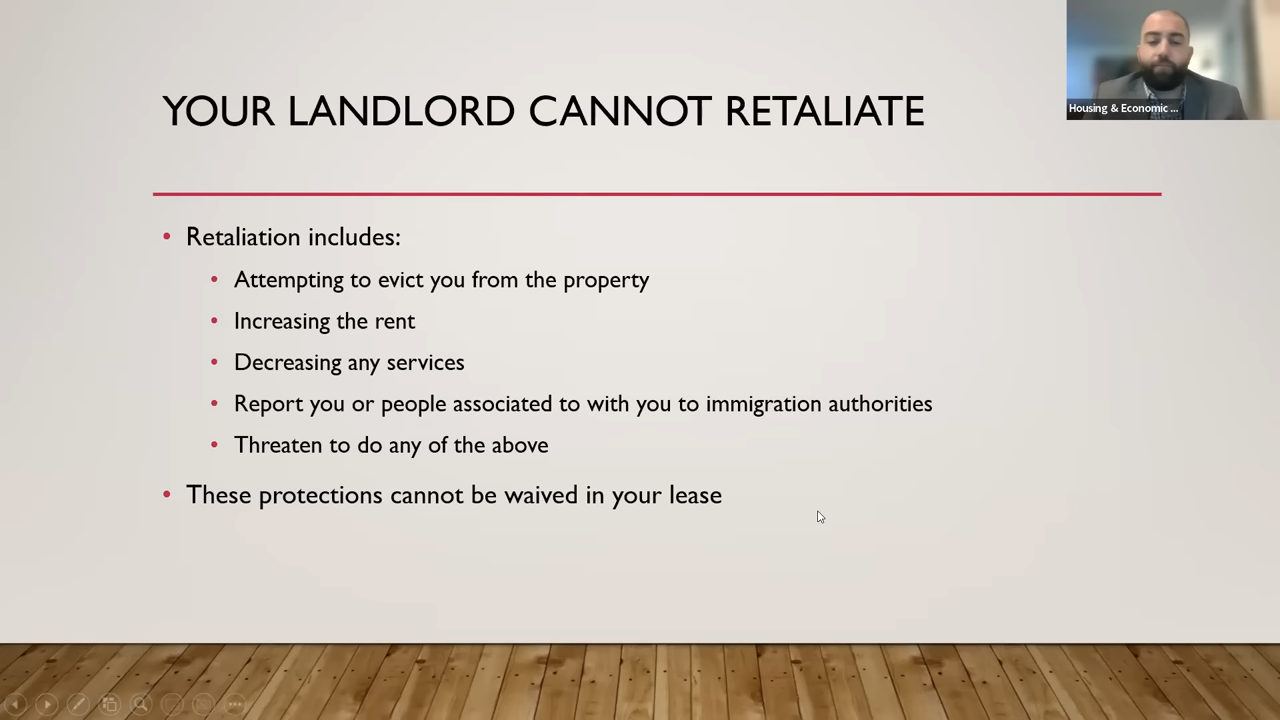 YOUR LANDLORD CANNOT RETALIATE
Housing & Economic ...
• Retaliation includes:
• Attempting to evict you from the property
• Increasing the rent
• Decreasing any services
• Report you or people associated to with you to immigration authorities
• Threaten to do any of the above
• These protections cannot be waived in your lease